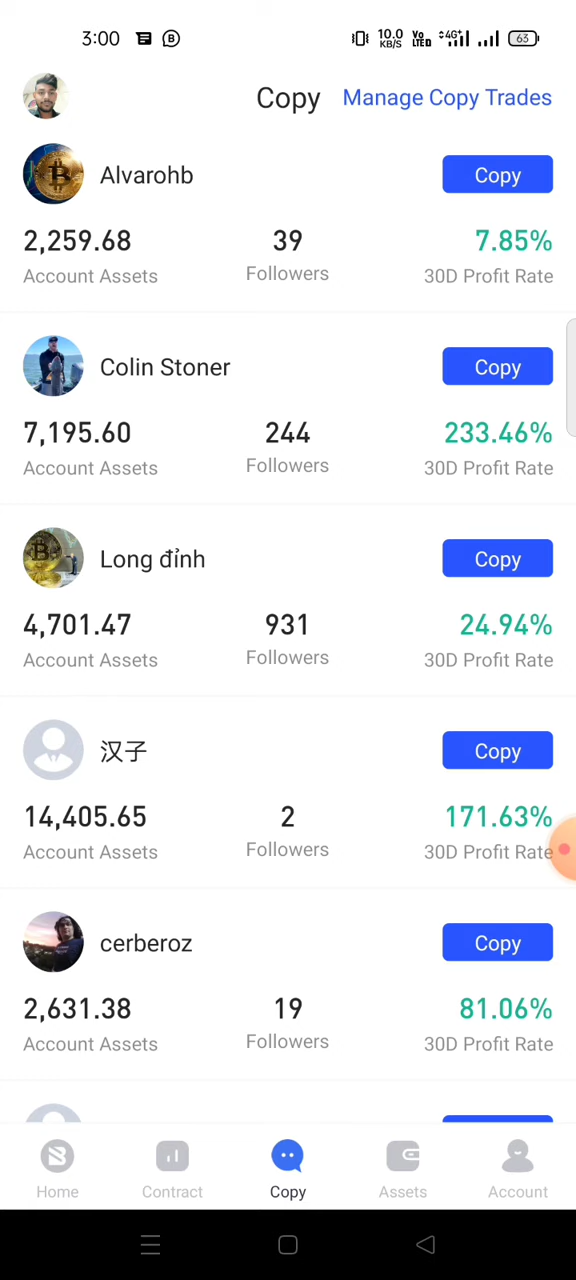 3:00 10.0 KB/S Vo LTE 4G+ 63
Copy Manage Copy Trades
Alvarohb Copy
2,259.68 39 7.85%
Account Assets Followers 30D Profit Rate
Colin Stoner Copy
7,195.60 244 233.46%
Account Assets Followers 30D Profit Rate
Long đỉnh Copy
4,701.47 931 24.94%
Account Assets Followers 30D Profit Rate
汉子 Copy
14,405.65 2 171.63%
Account Assets Followers 30D Profit Rate
cerberoz Copy
2,631.38 19 81.06%
Account Assets Followers 30D Profit Rate
Home Contract Copy Assets Account